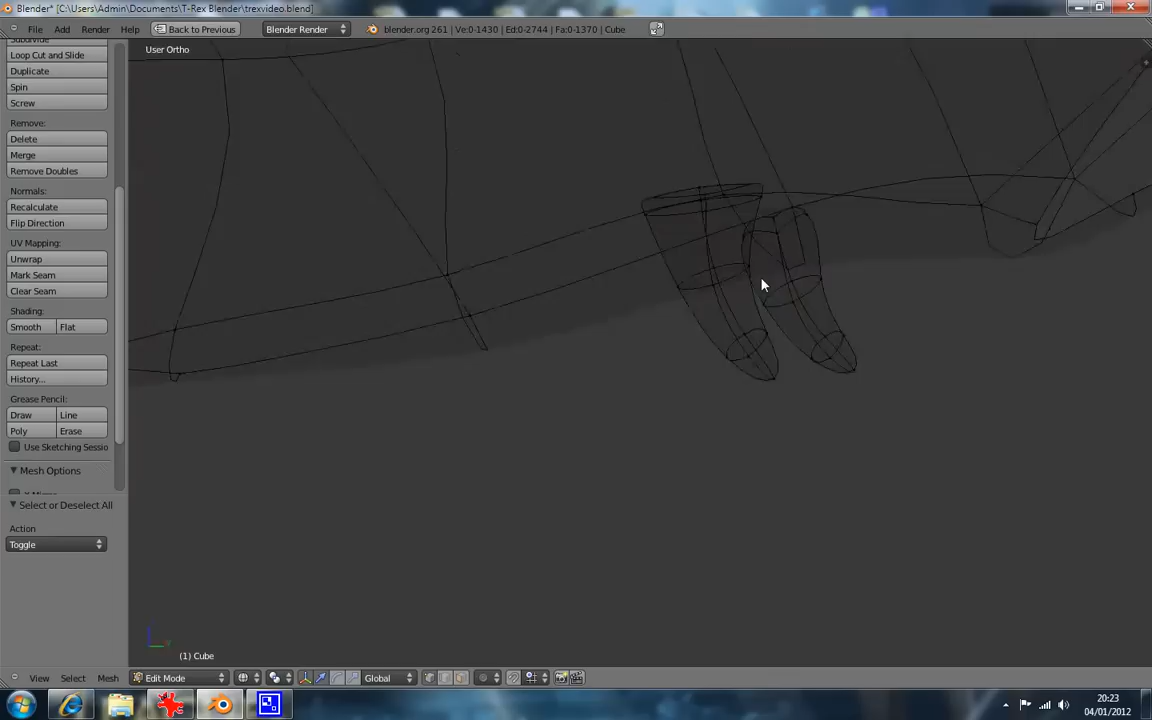 Blender* [C:\Users\Admin\Documents\T-Rex Blender\trexvideo.blend]
File Add Render Help Back to Previous Blender Render blender.org 261 | Ve:0-1430 | Ed:0-2744 | Fa:0-1370 | Cube
User Ortho
Loop Cut and Slide
Duplicate
Spin
Screw
Remove:
Delete
Merge
Remove Doubles
Normals:
Recalculate
Flip Direction
UV Mapping:
Unwrap
Mark Seam
Clear Seam
Shading:
Smooth Flat
Repeat:
Repeat Last
History...
Grease Pencil:
Draw Line
Poly Erase
Use Sketching Sessio
Mesh Options
Select or Deselect All
Action
Toggle
(1) Cube
View Select Mesh Edit Mode Global
20:23
04/01/2012